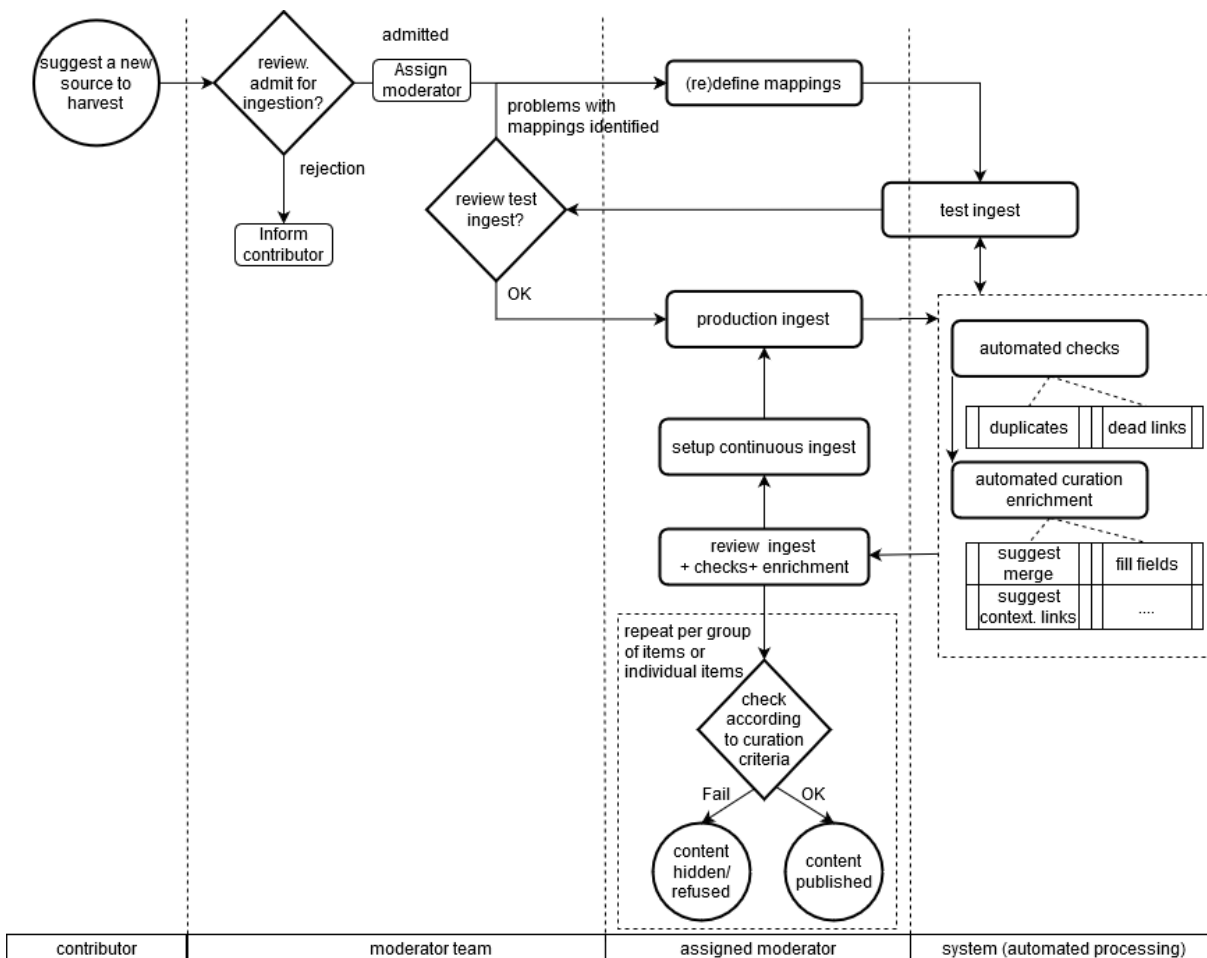 suggest a new
source to
harvest
review.
admit for
ingestion?
admitted
Assign
moderator
rejection
Inform
contributor
problems with
mappings identified
(re)define mappings
review test
ingest?
test ingest
OK
production ingest
automated checks
duplicates
dead links
setup continuous ingest
automated curation
enrichment
review ingest
+ checks+ enrichment
suggest
merge
fill fields
suggest
context. links
....
repeat per group
of items or
individual items
check
according
to curation
criteria
Fail
OK
content
hidden/
refused
content
published
contributor
moderator team
assigned moderator
system (automated processing)